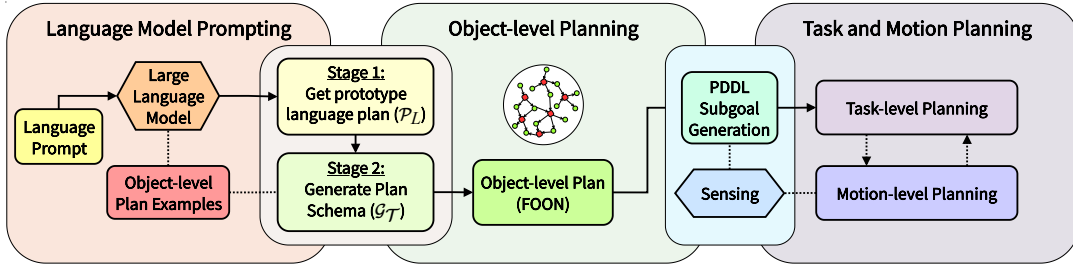 Language Model Prompting
Object-level Planning
Task and Motion Planning
Language
Prompt
Large
Language
Model
Object-level
Plan Examples
Stage 1:
Get prototype
language plan (𝒫_L)
Stage 2:
Generate Plan
Schema (𝒢_𝒯)
Object-level Plan
(FOON)
PDDL
Subgoal
Generation
Sensing
Task-level Planning
Motion-level Planning